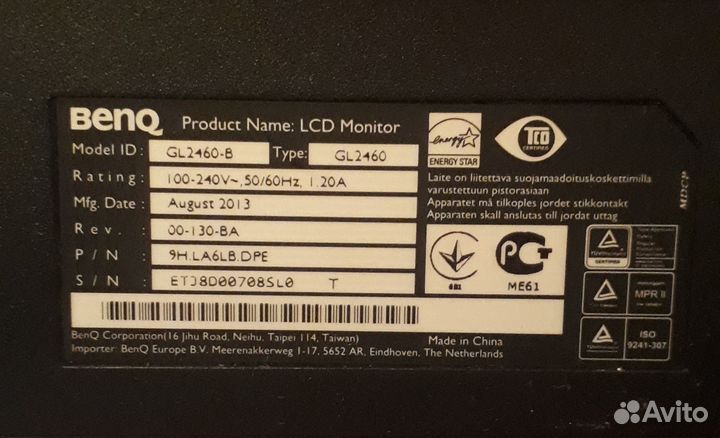 BenQ Product Name: LCD Monitor
Model ID: GL2460-B Type: GL2460
Rating: 100-240V~,50/60Hz, 1.20A
Mfg. Date: August 2013
Rev. 00-130-BA
P/N 9H.LA6LB.DPE
S/N ETJ8D00708SL0 T
BenQ Corporation(16 Jihu Road, Neihu, Taipei 114, Taiwan)
Importer: BenQ Europe B.V. Meerenakkerweg 1-17, 5652 AR, Eindhoven, The Netherlands
Made in China
energy
ENERGY STAR
TCO
CERTIFIED
Laite on liitettävä suojamaadoituskoskettimilla
varustettuun pistorasiaan
Apparatet må tilkoples jordet stikkontakt
Apparaten skall anslutas till jordat uttag
ME61
MPR II
ISO
9241-307
Avito